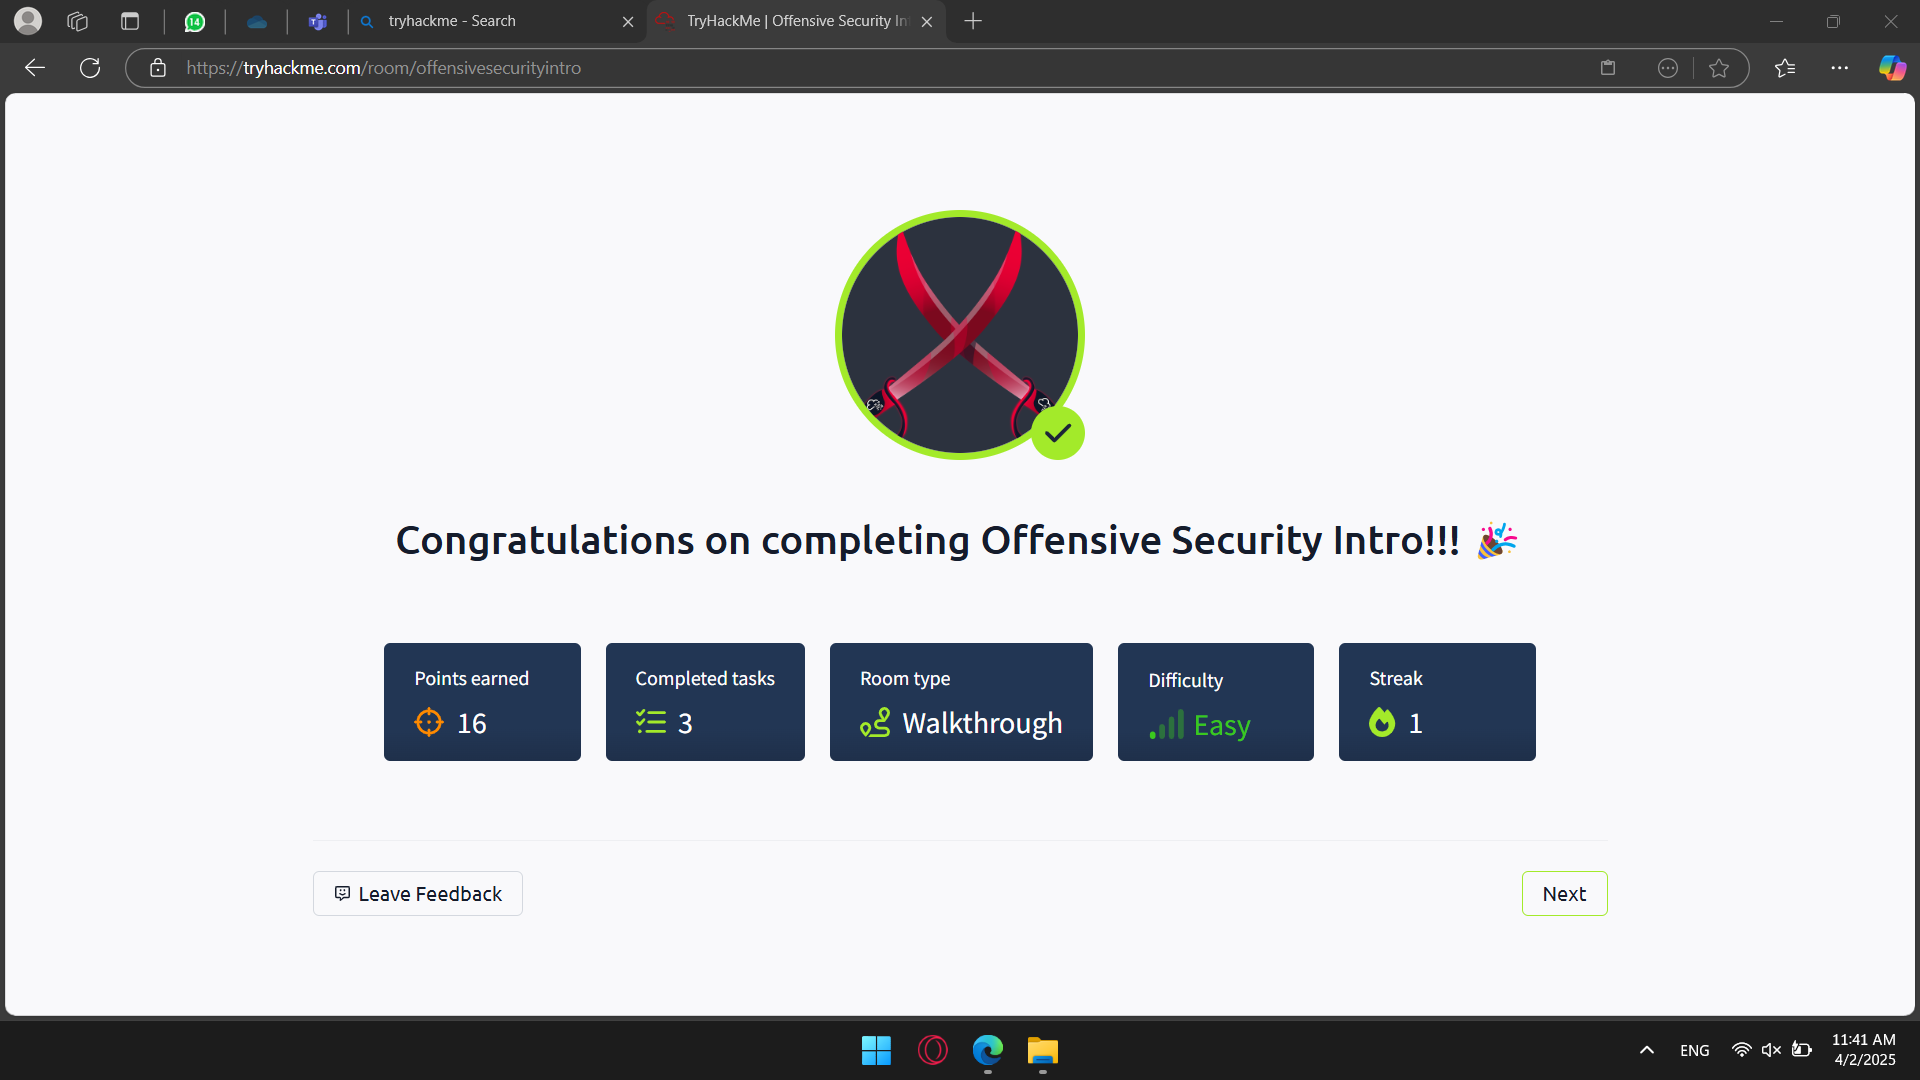 14
tryhackme - Search
TryHackMe | Offensive Security In
https://tryhackme.com/room/offensivesecurityintro
Congratulations on completing Offensive Security Intro!!! 🎉
Points earned
16
Completed tasks
3
Room type
Walkthrough
Difficulty
Easy
Streak
1
Leave Feedback
Next
ENG
11:41 AM
4/2/2025